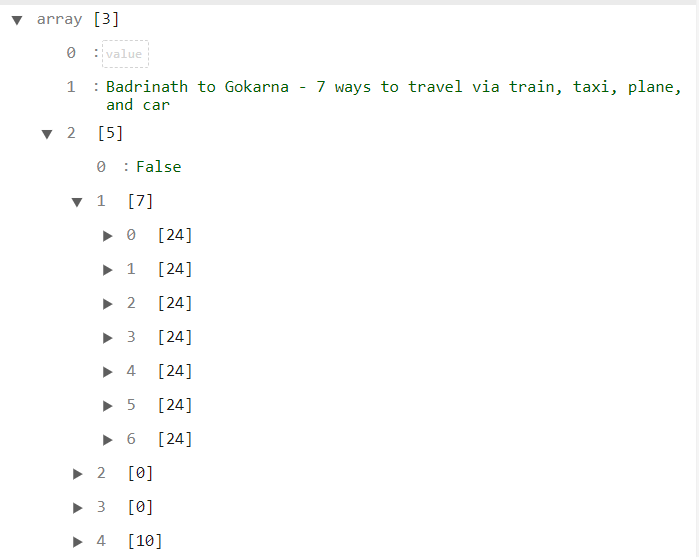 array [3]
0 : value
1 : Badrinath to Gokarna - 7 ways to travel via train, taxi, plane,
and car
2 [5]
0 : False
1 [7]
0 [24]
1 [24]
2 [24]
3 [24]
4 [24]
5 [24]
6 [24]
2 [0]
3 [0]
4 [10]